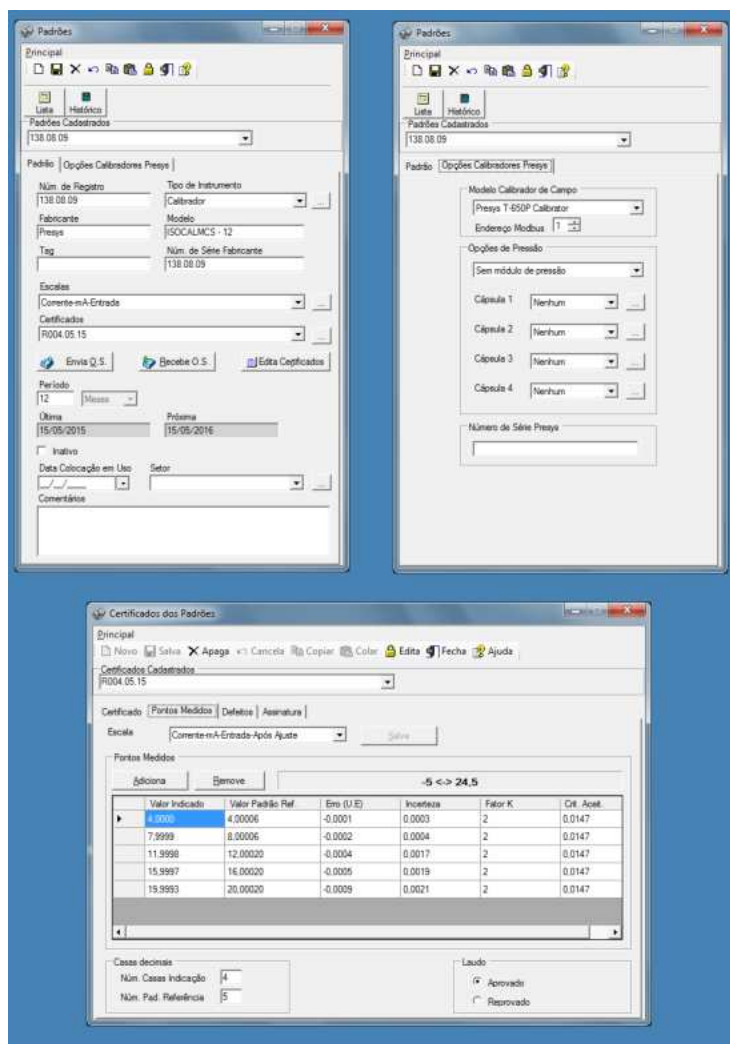 Padrões
Principal
Lista Histórico
Padrões Cadastrados
138.08.09
Padrão Opções Calibradores Presys
Núm. de Registro Tipo de Instrumento
138.08.09 Calibrador ...
Fabricante Modelo
Presys ISOCALMCS - 12
Tag Núm. de Série Fabricante
138.08.09
Escalas
Corrente-mA-Entrada ...
Certificados
R004.05.15 ...
Envia O.S. Recebe O.S. Edita Certificados
Período
12 Meses
Última Próxima
15/05/2015 15/05/2016
Inativo
Data Colocação em Uso Setor
__/__/____ ...
Comentários
Padrões
Principal
Lista Histórico
Padrões Cadastrados
138.08.09
Padrão Opções Calibradores Presys
Modelo Calibrador de Campo
Presys T-650P Calibrator
Endereço Modbus 1
Opções de Pressão
Sem módulo de pressão
Cápsula 1 Nenhum ...
Cápsula 2 Nenhum ...
Cápsula 3 Nenhum ...
Cápsula 4 Nenhum ...
Número de Série Presys
Certificados dos Padrões
Principal
Novo Salva Apaga Cancela Copiar Colar Edita Fecha Ajuda
Certificados Cadastrados
R004.05.15
Certificado Pontos Medidos Defeitos Assinatura
Escala Corrente-mA-Entrada-Após Ajuste Salva
Pontos Medidos
Adiciona Remove -5 <-> 24,5
Valor Indicado Valor Padrão Ref. Erro (U.E) Incerteza Fator K Crit. Aceit.
4,0000 4,00006 -0,0001 0,0003 2 0,0147
7,9999 8,00006 -0,0002 0,0004 2 0,0147
11,9998 12,00020 -0,0004 0,0017 2 0,0147
15,9997 16,00020 -0,0005 0,0019 2 0,0147
19,9993 20,00020 -0,0009 0,0021 2 0,0147
Casas decimais Laudo
Núm. Casas Indicação 4 Aprovado
Núm. Pad. Referência 5 Reprovado